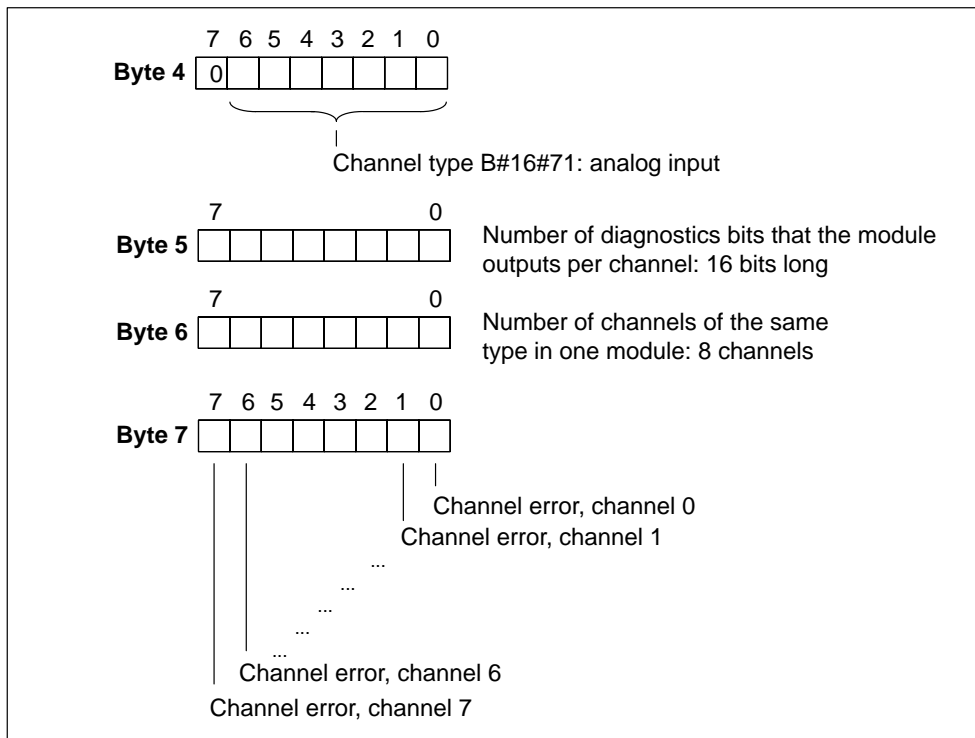 7 6 5 4 3 2 1 0
Byte 4 0
Channel type B#16#71: analog input
7 0
Byte 5
Number of diagnostics bits that the module
outputs per channel: 16 bits long
7 0
Byte 6
Number of channels of the same
type in one module: 8 channels
7 6 5 4 3 2 1 0
Byte 7
Channel error, channel 0
Channel error, channel 1
...
...
...
...
...
Channel error, channel 6
Channel error, channel 7